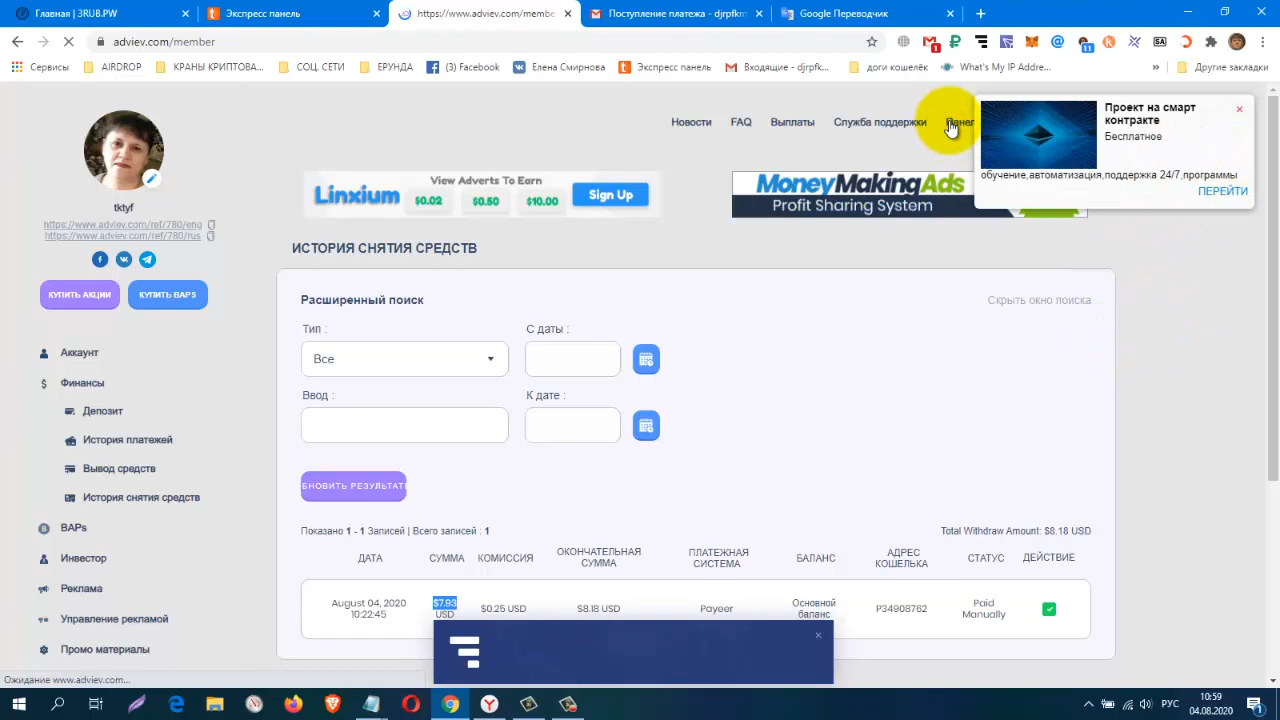 Главная | 3RUB.PW
Экспресс панель
https://www.adviev.com/membe
Поступление платежа - djrpfkm
Google Переводчик
adviev.com/member
1
11
SA
Сервисы
AIRDROP
КРАНЫ КРИПТОВА...
СОЦ. СЕТИ
ЕРУНДА
(3) Facebook
Елена Смирнова
Экспресс панель
Входящие - djrpfk...
доги кошелёк
What's My IP Addre...
»
Другие закладки
Новости
FAQ
Выплаты
Служба поддержки
Панел
Проект на смарт
контракте
Бесплатное
обучение,автоматизация,поддержка 24/7,программы
ПЕРЕЙТИ
Linxium
View Adverts To Earn
$0.02
$0.50
$10.00
Sign Up
MoneyMakingAds
Profit Sharing System
tktyf
https://www.adviev.com/ref/780/eng
https://www.adviev.com/ref/780/rus
КУПИТЬ АКЦИИ
КУПИТЬ BAPS
Аккаунт
Финансы
Депозит
История платежей
Вывод средств
История снятия средств
BAPs
Инвестор
Реклама
Управление рекламой
Промо материалы
ИСТОРИЯ СНЯТИЯ СРЕДСТВ
Расширенный поиск
Скрыть окно поиска
Тип :
С даты :
Все
Ввод :
К дате :
БНОВИТЬ РЕЗУЛЬТАТ
Показано 1 - 1 Записей | Всего записей : 1
Total Withdraw Amount: $8.18 USD
ДАТА
СУММА
КОМИССИЯ
ОКОНЧАТЕЛЬНАЯ
СУММА
ПЛАТЕЖНАЯ
СИСТЕМА
БАЛАНС
АДРЕС
КОШЕЛЬКА
СТАТУС
ДЕЙСТВИЕ
August 04, 2020
10:22:45
$7.93
USD
$0.25 USD
$8.18 USD
Payeer
Основной
баланс
P34908762
Paid
Manually
Ожидание www.adviev.com...
РУС
10:59
04.08.2020
1